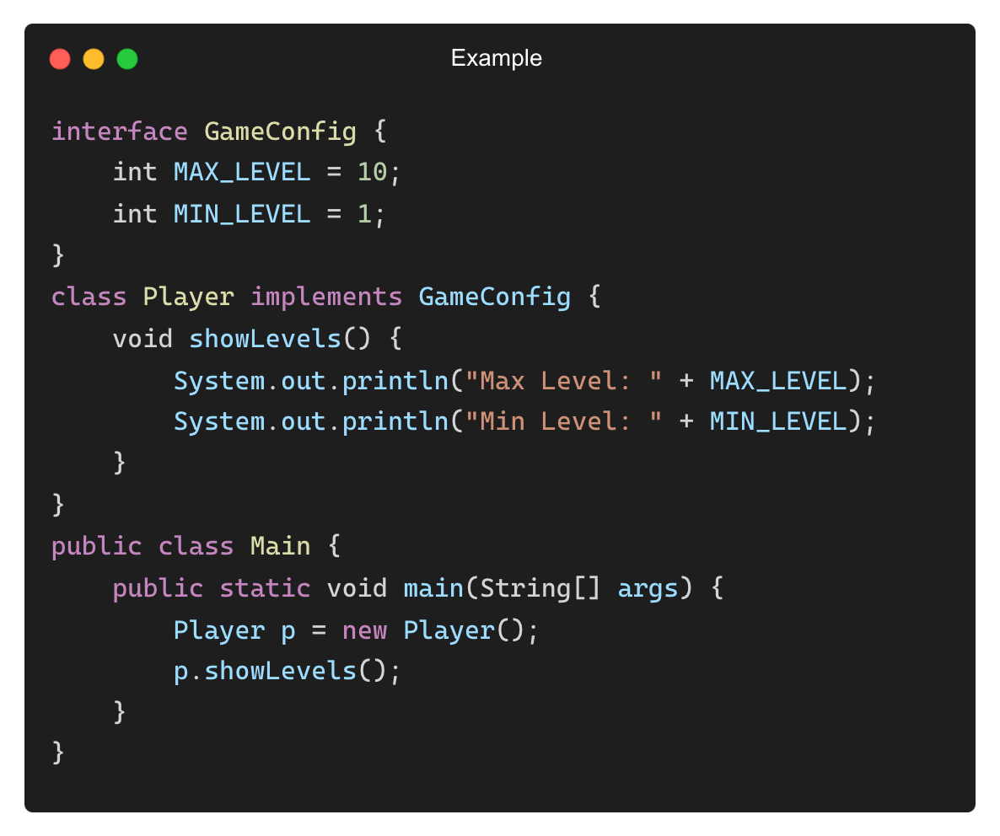 Example
interface GameConfig {
    int MAX_LEVEL = 10;
    int MIN_LEVEL = 1;
}
class Player implements GameConfig {
    void showLevels() {
        System.out.println("Max Level: " + MAX_LEVEL);
        System.out.println("Min Level: " + MIN_LEVEL);
    }
}
public class Main {
    public static void main(String[] args) {
        Player p = new Player();
        p.showLevels();
    }
}